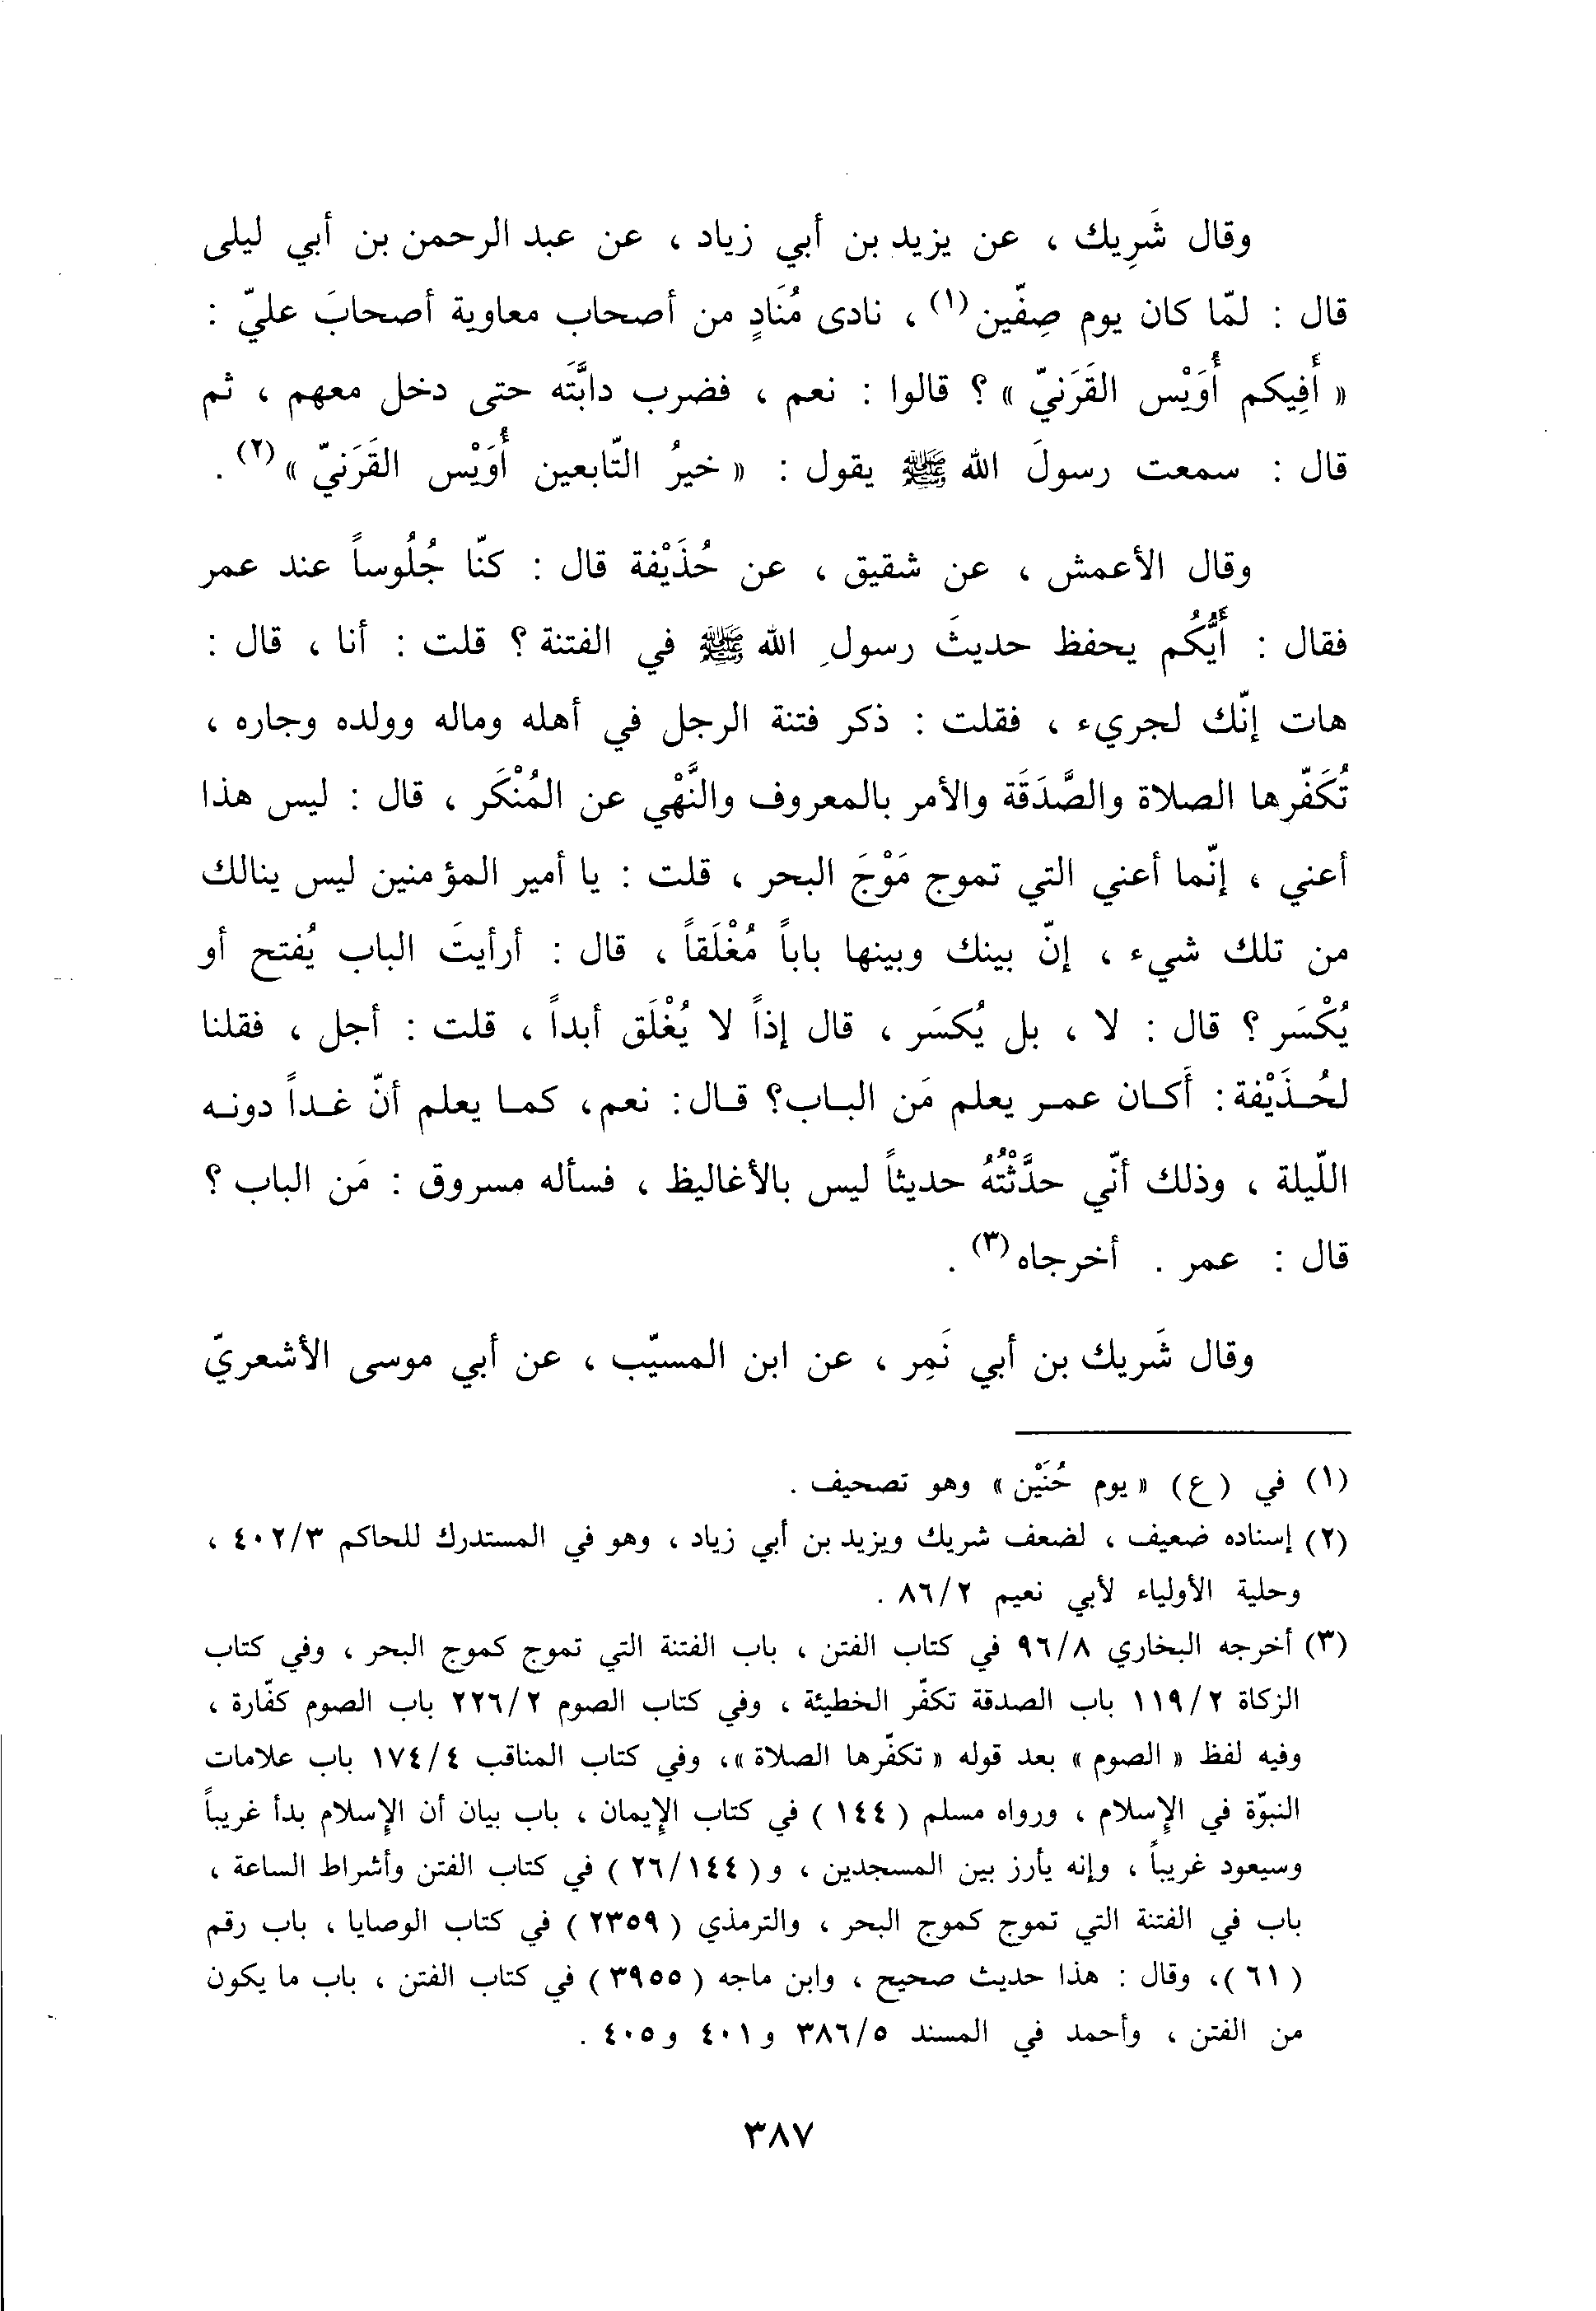 وقال شَرِيك ، عن يزيد بن أبي زياد ، عن عبد الرحمن بن أبي ليلى
قال : لمّا كان يوم صِفّين (١) ، نادى مُنَادٍ من أصحاب معاوية أصحابَ عليّ :
« أَفِيكم أُوَيْس القَرَنيّ » ؟ قالوا : نعم ، فضرب دابَّتَه حتى دخل معهم ، ثم
قال : سمعت رسولَ الله ﷺ يقول : « خيرُ التّابعين أُوَيْس القَرَنيّ » (٢) .
وقال الأعمش ، عن شقيق ، عن حُذَيْفة قال : كنّا جُلُوساً عند عمر
فقال : أَيُّكُم يحفظ حديثَ رسول الله ﷺ في الفتنة ؟ قلت : أنا ، قال :
هات إنّك لجريء ، فقلت : ذكر فتنة الرجل في أهله وماله وولده وجاره ،
تُكَفّرها الصلاة والصَّدَقَة والأمر بالمعروف والنَّهْي عن المُنْكَر ، قال : ليس هذا
أعني ، إنّما أعني التي تموج مَوْجَ البحر ، قلت : يا أمير المؤمنين ليس ينالك
من تلك شيء ، إنّ بينك وبينها باباً مُغْلَقاً ، قال : أرأيتَ الباب يُفتح أو
يُكْسَر ؟ قال : لا ، بل يُكسَر ، قال إذاً لا يُغْلَق أبداً ، قلت : أجل ، فقلنا
لحُذَيْفة : أَكان عمر يعلم مَن الباب؟ قال: نعم، كما يعلم أنّ غداً دونه
اللّيلة ، وذلك أنّي حدَّثْتُهُ حديثاً ليس بالأغاليظ ، فسأله مسروق : مَن الباب ؟
قال : عمر . أخرجاه (٣) .
وقال شَريك بن أبي نَمِر ، عن ابن المسيّب ، عن أبي موسى الأشعريّ
(١) في (ع) « يوم حُنَيْن » وهو تصحيف .
(٢) إسناده ضعيف ، لضعف شريك ويزيد بن أبي زياد ، وهو في المستدرك للحاكم ٤٠٢/٣ ،
وحلية الأولياء لأبي نعيم ٨٦/٢ .
(٣) أخرجه البخاري ٩٦/٨ في كتاب الفتن ، باب الفتنة التي تموج كموج البحر ، وفي كتاب
الزكاة ١١٩/٢ باب الصدقة تكفّر الخطيئة ، وفي كتاب الصوم ٢٢٦/٢ باب الصوم كفّارة ،
وفيه لفظ « الصوم » بعد قوله « تكفّرها الصلاة »، وفي كتاب المناقب ١٧٤/٤ باب علامات
النبوّة في الإسلام ، ورواه مسلم ( ١٤٤ ) في كتاب الإيمان ، باب بيان أن الإسلام بدأ غريباً
وسيعود غريباً ، وإنه يأرز بين المسجدين ، و ( ٢٦/١٤٤ ) في كتاب الفتن وأشراط الساعة ،
باب في الفتنة التي تموج كموج البحر ، والترمذي ( ٢٣٥٩ ) في كتاب الوصايا ، باب رقم
( ٦١ )، وقال : هذا حديث صحيح ، وابن ماجه ( ٣٩٥٥ ) في كتاب الفتن ، باب ما يكون
من الفتن ، وأحمد في المسند ٣٨٦/٥ و ٤٠١ و ٤٠٥ .
٣٨٧